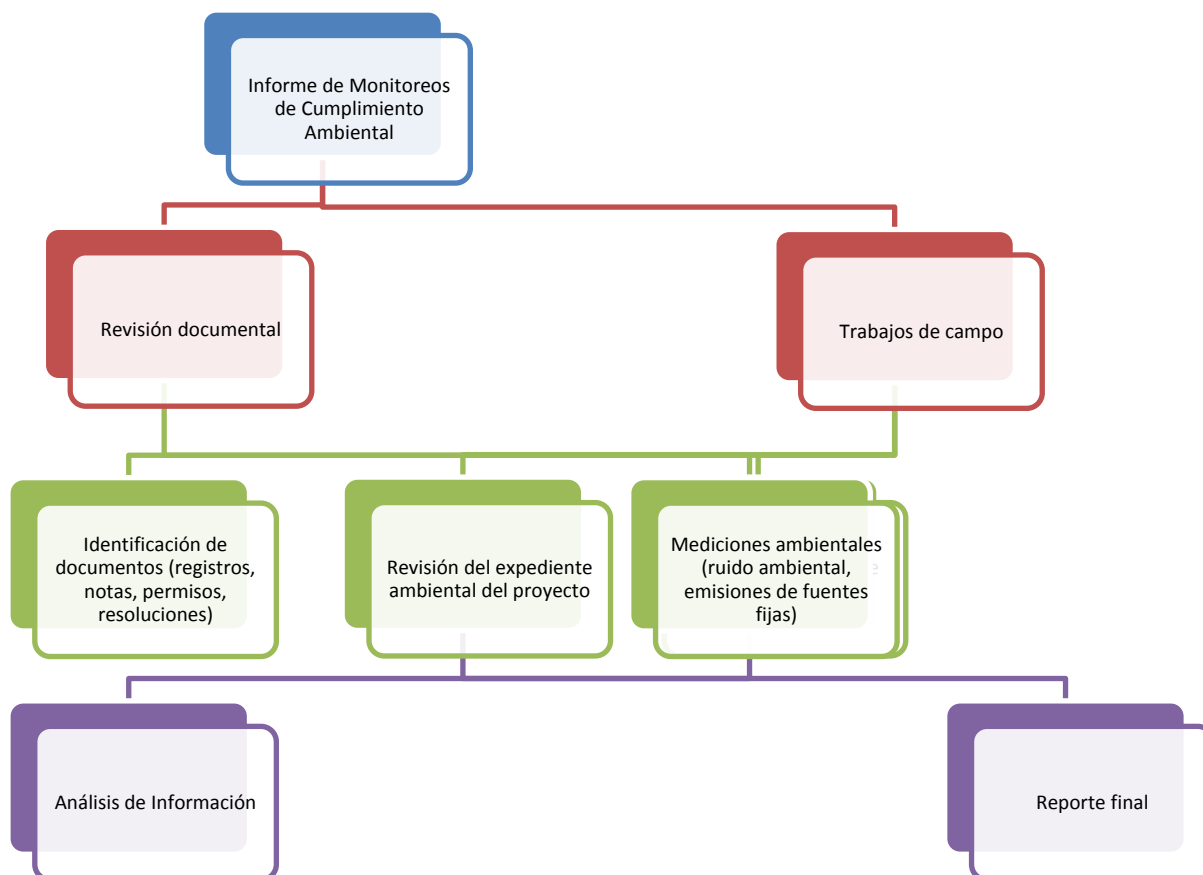 Informe de Monitoreos
de Cumplimiento
Ambiental
Revisión documental
Trabajos de campo
Identificación de
documentos (registros,
notas, permisos,
resoluciones)
Revisión del expediente
ambiental del proyecto
Mediciones ambientales
(ruido ambiental,
emisiones de fuentes
fijas)
Análisis de Información
Reporte final